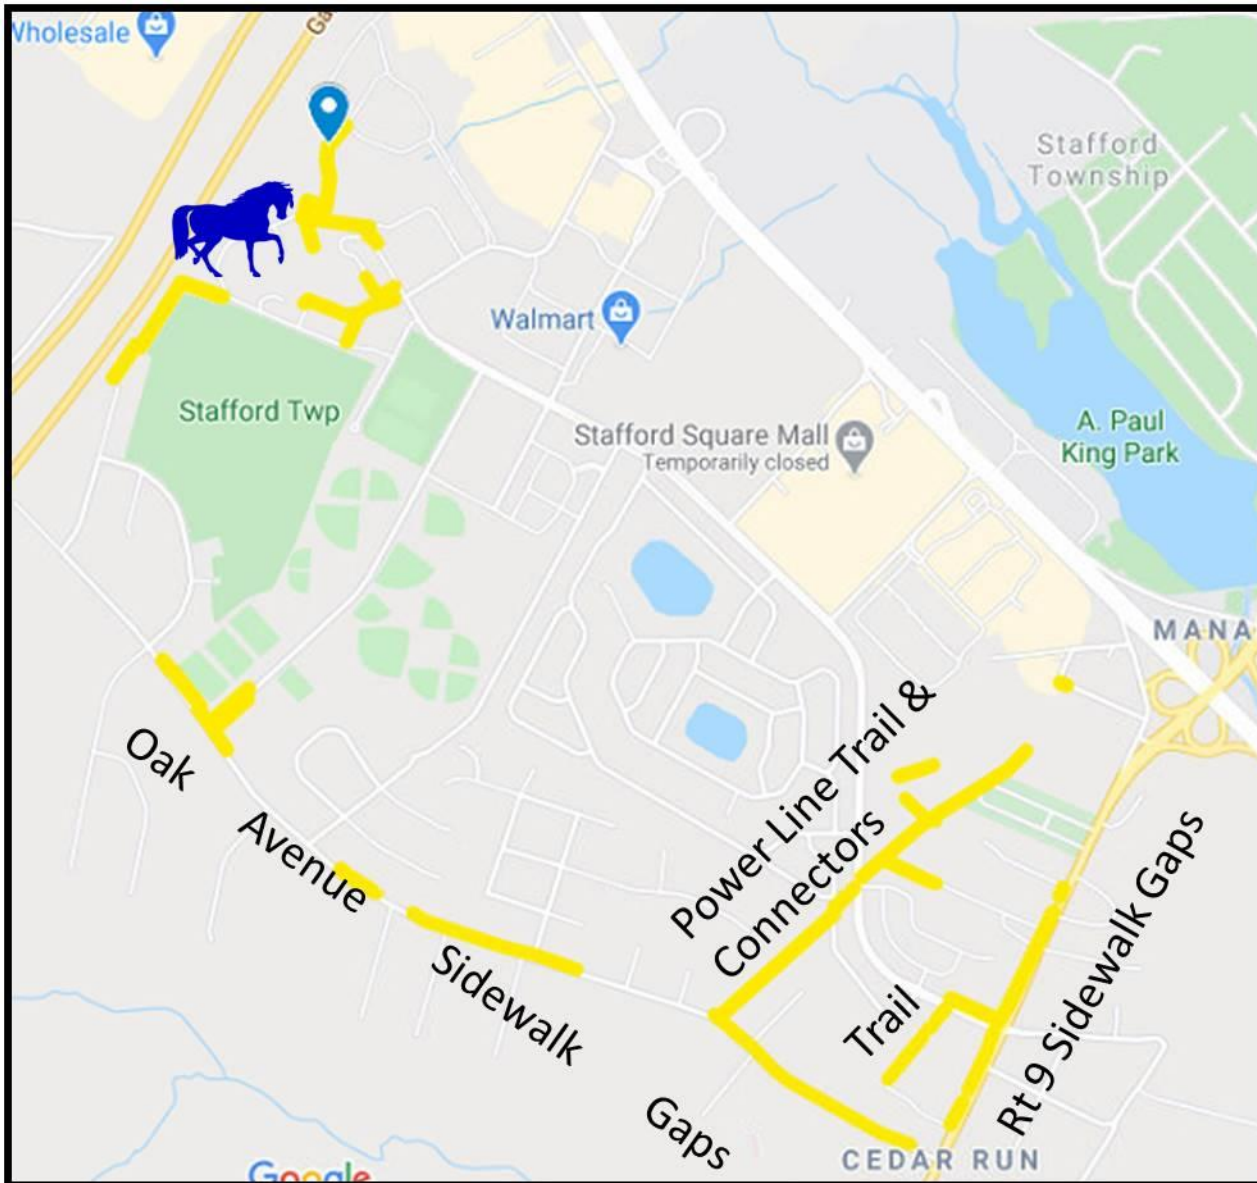 Wholesale
Ga
Stafford
Township
Walmart
Stafford Twp
Stafford Square Mall
Temporarily closed
A. Paul
King Park
MANA
Power Line Trail &
Connectors
Oak
Avenue
Sidewalk
Gaps
Trail
Rt 9 Sidewalk Gaps
CEDAR RUN
Google